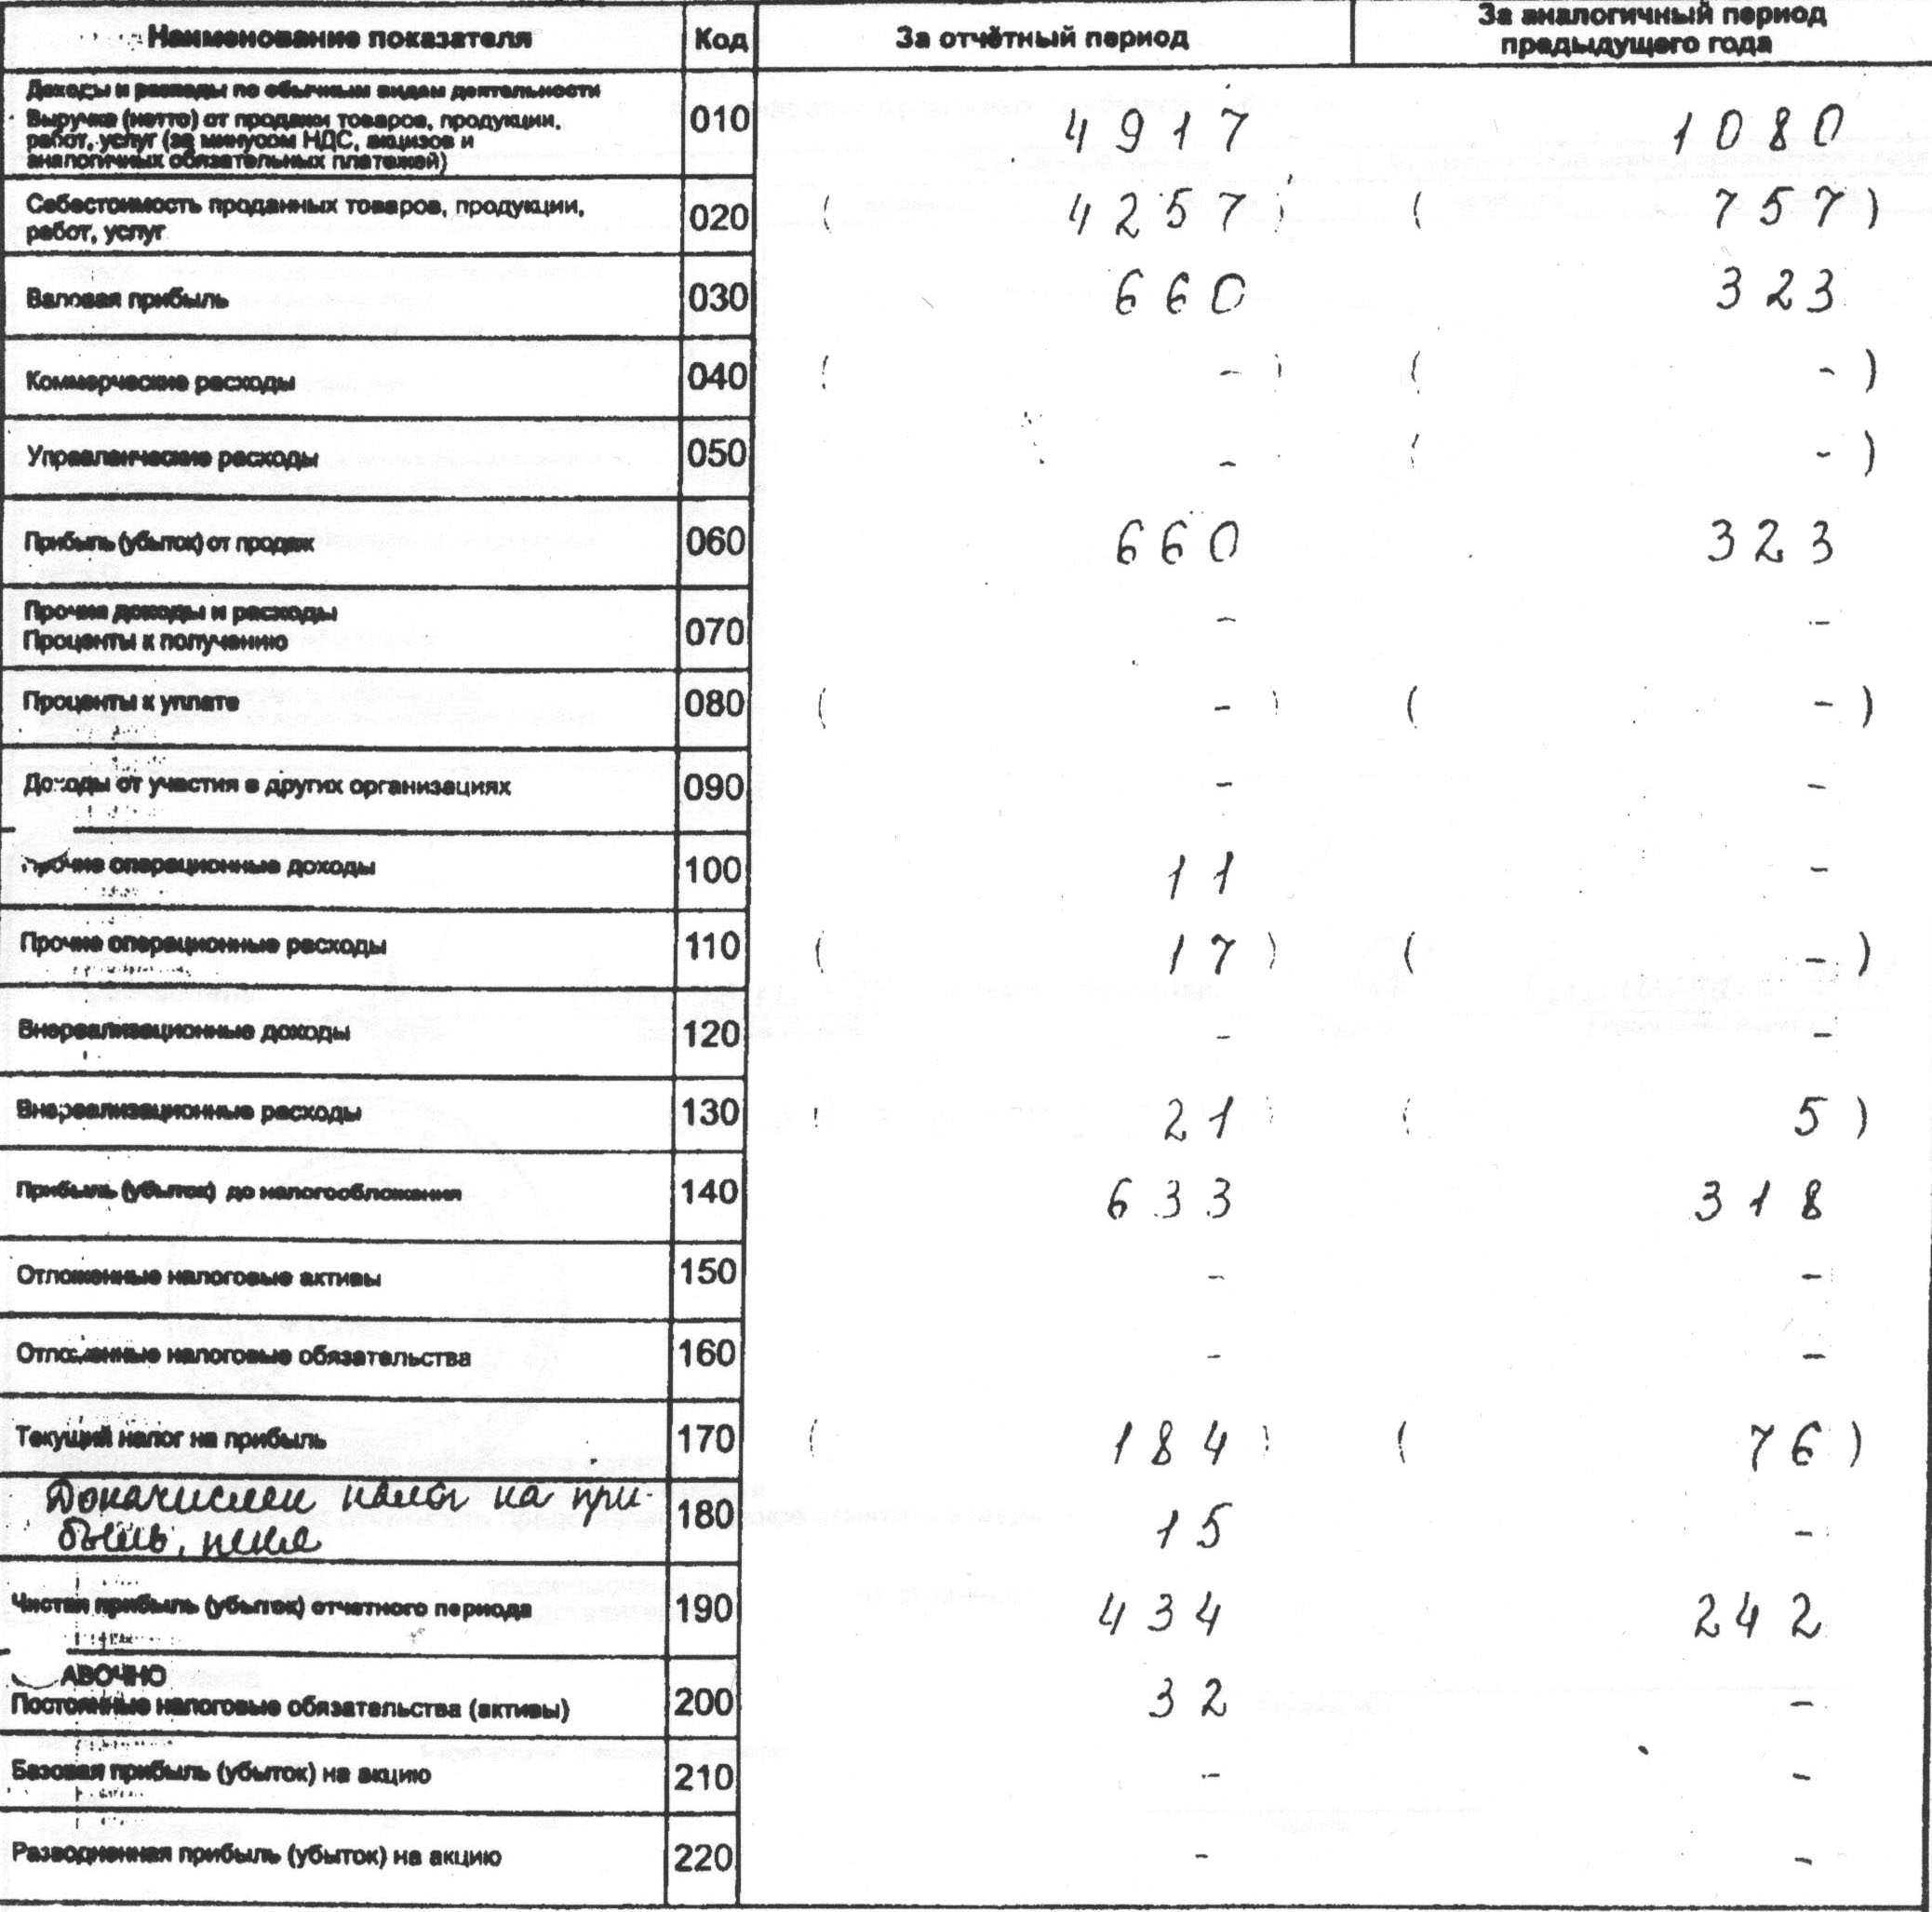 Наименование показателя Код За отчётный период За аналогичный период
предыдущего года
Доходы и расходы по обычным видам деятельности
Выручка (нетто) от продажи товаров, продукции, 010 4917 1080
работ, услуг (за минусом НДС, акцизов и
аналогичных обязательных платежей)
Себестоимость проданных товаров, продукции, 020 ( 4257 ) ( 757 )
работ, услуг
Валовая прибыль 030 660 323
Коммерческие расходы 040 ( - ) ( - )
Управленческие расходы 050 - ( - )
Прибыль (убыток) от продаж 060 660 323
Прочие доходы и расходы
Проценты к получению 070 - -
Проценты к уплате 080 ( - ) ( - )
Доходы от участия в других организациях 090 - -
Прочие операционные доходы 100 11 -
Прочие операционные расходы 110 ( 17 ) ( - )
Внереализационные доходы 120 - -
Внереализационные расходы 130 ( 21 ) ( 5 )
Прибыль (убыток) до налогообложения 140 633 318
Отложенные налоговые активы 150 - -
Отложенные налоговые обязательства 160 - -
Текущий налог на прибыль 170 ( 184 ) ( 76 )
Доначислен налог на при-
быль, пеня 180 15 -
Чистая прибыль (убыток) отчетного периода 190 434 242
АВОЧНО
Постоянные налоговые обязательства (активы) 200 32 -
Базовая прибыль (убыток) на акцию 210 - -
Разводненная прибыль (убыток) на акцию 220 - -